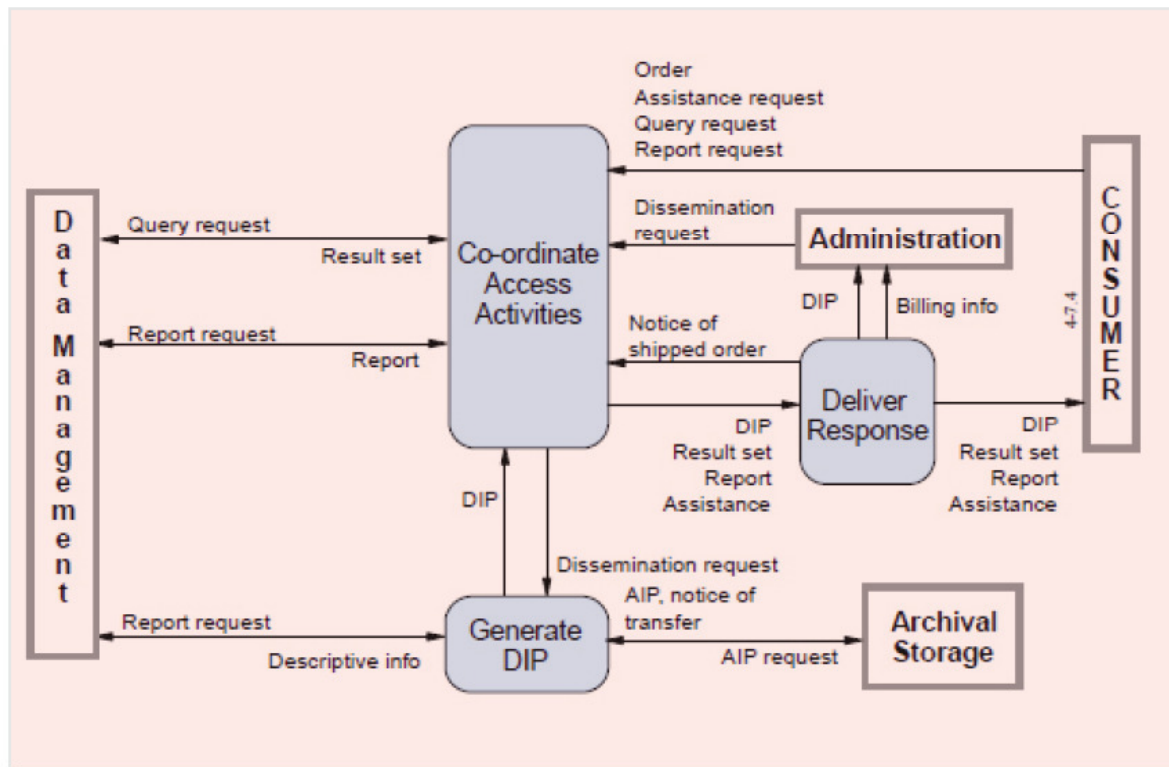 Order
Assistance request
Query request
Report request
CONSUMER
Data Management
Query request
Result set
Co-ordinate
Access
Activities
Dissemination
request
Administration
4-7.4
DIP
Billing info
Report request
Report
Notice of
shipped order
Deliver
Response
DIP
Result set
Report
Assistance
DIP
Result set
Report
Assistance
DIP
Dissemination request
Report request
Descriptive info
Generate
DIP
AIP, notice of
transfer
AIP request
Archival
Storage